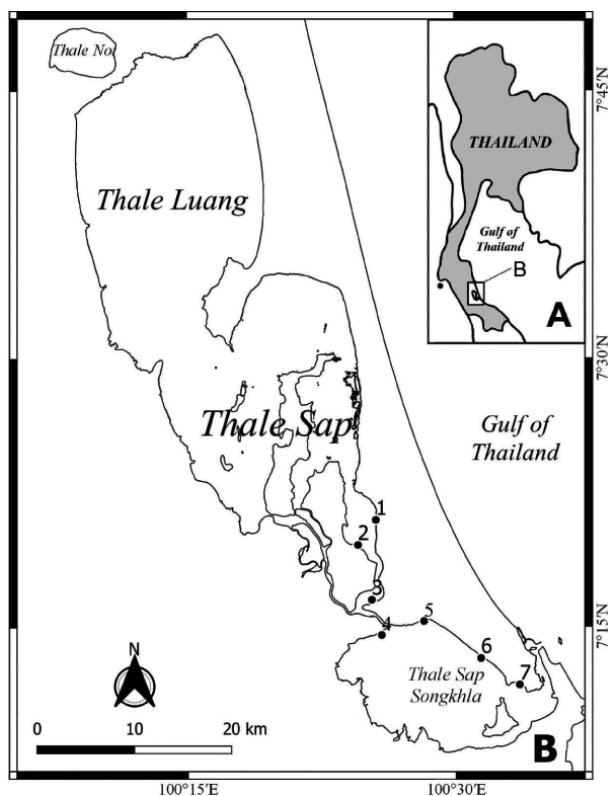 Thale No
Thale Luang
Thale Sap
Gulf of
Thailand
THAILAND
Gulf of
Thailand
B
A
7°45'N
7°30'N
7°15'N
1
2
3
4
5
6
7
Thale Sap
Songkhla
N
0 10 20 km
B
100°15'E
100°30'E